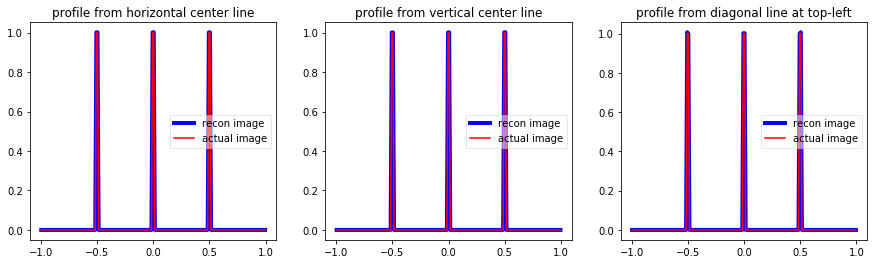 profile from horizontal center line
1.0
0.8
0.6
0.4
0.2
0.0
recon image
actual image
−1.0 −0.5 0.0 0.5 1.0
profile from vertical center line
1.0
0.8
0.6
0.4
0.2
0.0
recon image
actual image
−1.0 −0.5 0.0 0.5 1.0
profile from diagonal line at top-left
1.0
0.8
0.6
0.4
0.2
0.0
recon image
actual image
−1.0 −0.5 0.0 0.5 1.0